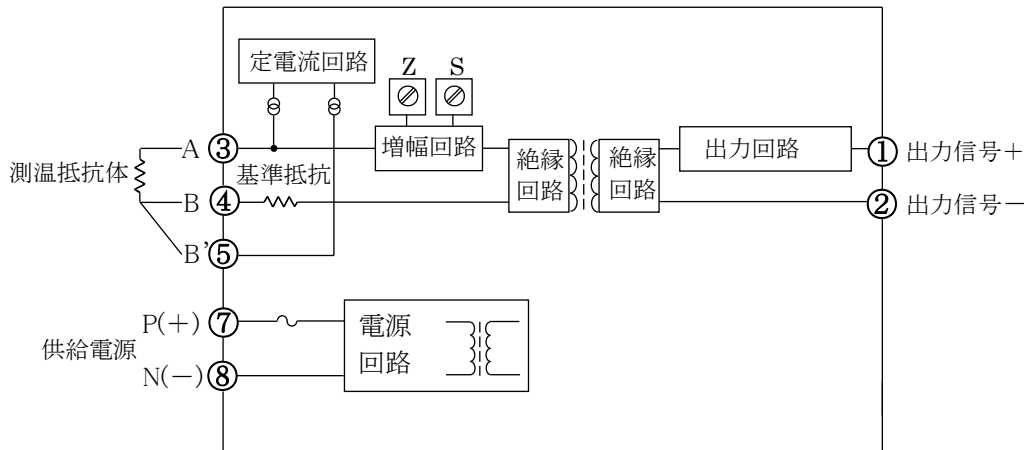 定電流回路
Z
S
A
③
増幅回路
絶縁
回路
絶縁
回路
出力回路
①
出力信号＋
測温抵抗体
基準抵抗
B
④
②
出力信号－
B'
⑤
P(＋)
⑦
電源
回路
供給電源
N(－)
⑧